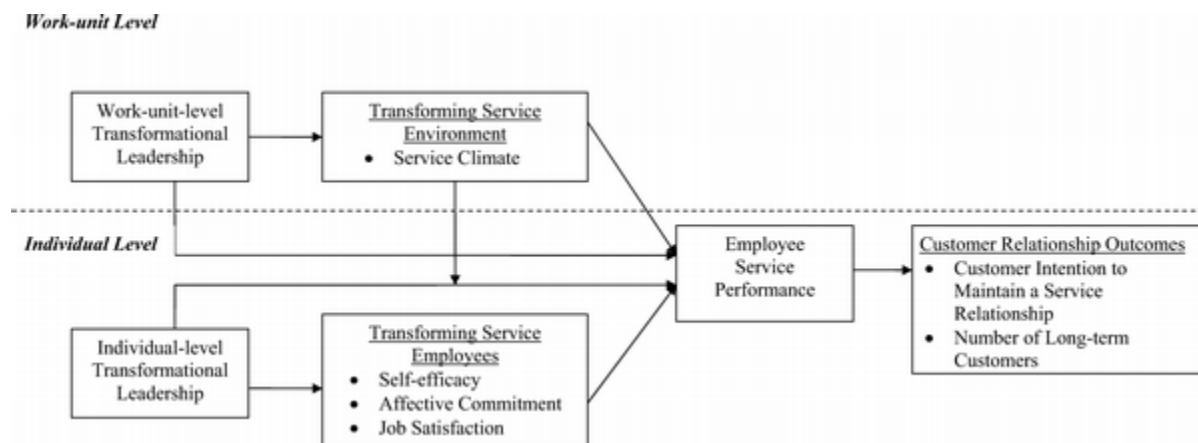 Work-unit Level
Work-unit-level
Transformational
Leadership
Transforming Service
Environment
• Service Climate
Individual Level
Employee
Service
Performance
Customer Relationship Outcomes
• Customer Intention to
Maintain a Service
Relationship
• Number of Long-term
Customers
Individual-level
Transformational
Leadership
Transforming Service
Employees
• Self-efficacy
• Affective Commitment
• Job Satisfaction